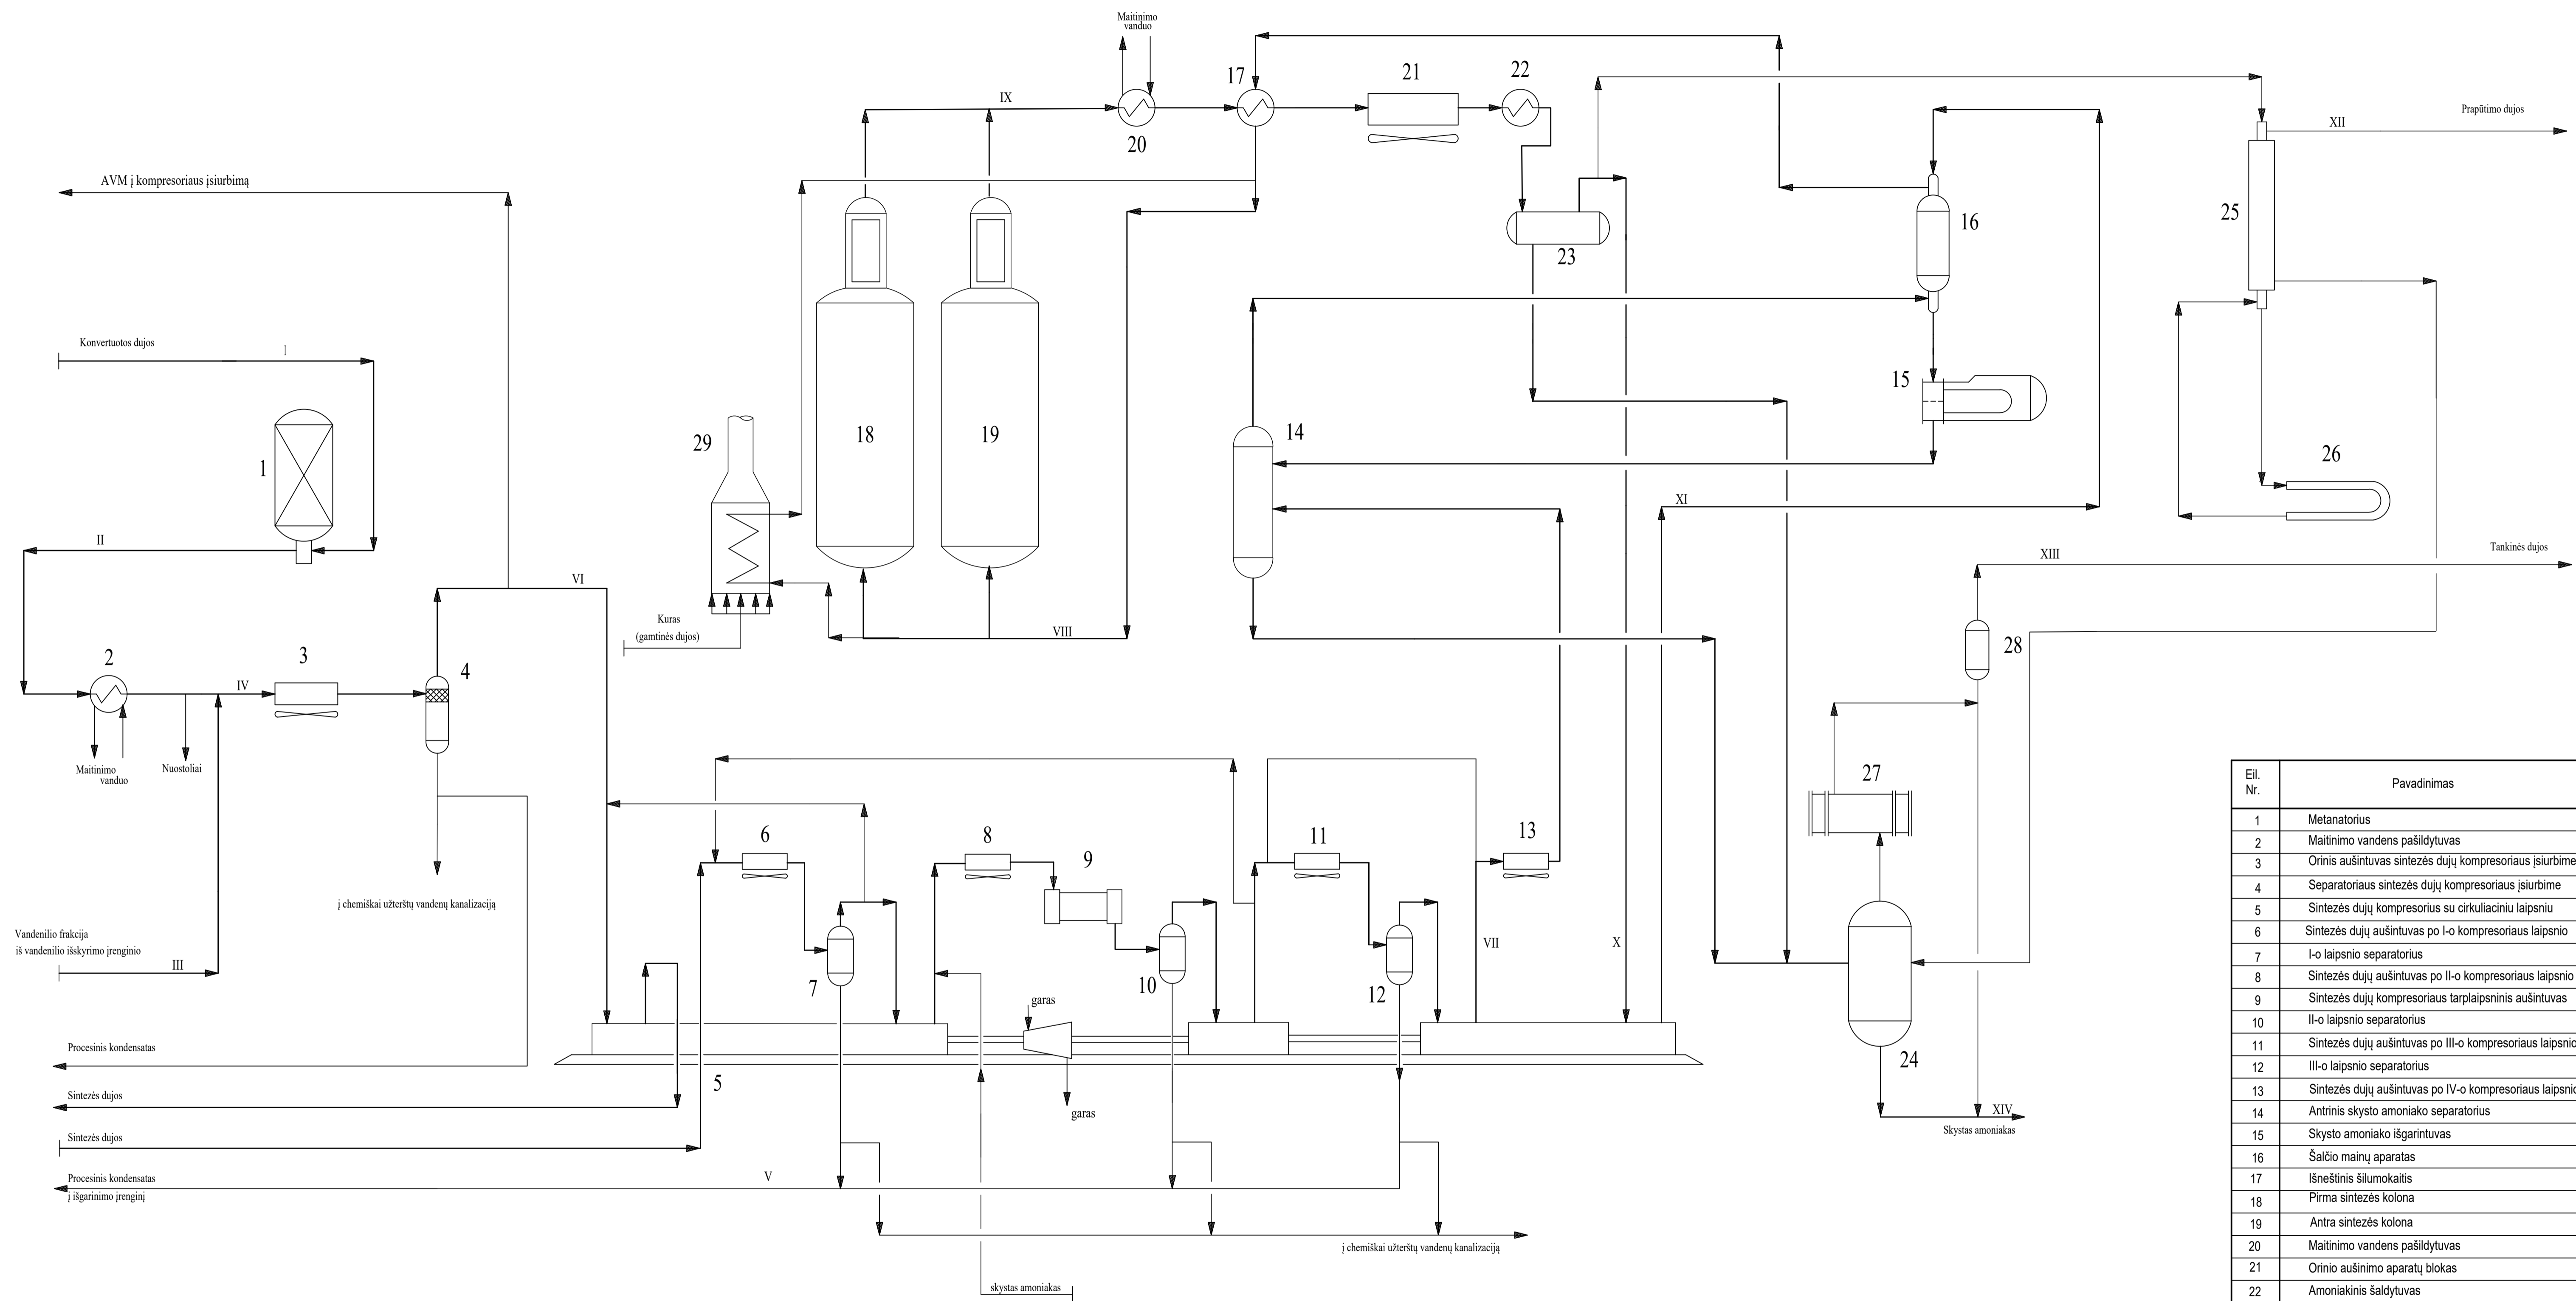 Maitinimo
vanduo
17
21
22
IX
20
XII
Prapūtimo dujos
AVM į kompresoriaus įsiurbimą
25
16
23
Konvertuotos dujos
I
15
29
18
19
14
26
1
XI
II
XIII
Tankinės dujos
VI
Kuras
(gamtinės dujos)
VIII
28
2
3
4
IV
Maitinimo
vanduo
Nuostoliai
27
6
8
9
11
13
į chemiškai užterštų vandenų kanalizaciją
Vandenilio frakcija
iš vandenilio išskyrimo įrenginio
III
VII
X
7
10
12
garas
24
Procesinis kondensatas
5
garas
Sintezės dujos
XIV
Skystas amoniakas
Sintezės dujos
Procesinis kondensatas
į išgarinimo įrenginį
V
į chemiškai užterštų vandenų kanalizaciją
skystas amoniakas
Eil.
Nr.
Pavadinimas
1 Metanatorius
2 Maitinimo vandens pašildytuvas
3 Orinis aušintuvas sintezės dujų kompresoriaus įsiurbime
4 Separatoriaus sintezės dujų kompresoriaus įsiurbime
5 Sintezės dujų kompresorius su cirkuliaciniu laipsniu
6 Sintezės dujų aušintuvas po I-o kompresoriaus laipsnio
7 I-o laipsnio separatorius
8 Sintezės dujų aušintuvas po II-o kompresoriaus laipsnio
9 Sintezės dujų kompresoriaus tarplaipsninis aušintuvas
10 II-o laipsnio separatorius
11 Sintezės dujų aušintuvas po III-o kompresoriaus laipsnio
12 III-o laipsnio separatorius
13 Sintezės dujų aušintuvas po IV-o kompresoriaus laipsnio
14 Antrinis skysto amoniako separatorius
15 Skysto amoniako išgarintuvas
16 Šalčio mainų aparatas
17 Išneštinis šilumokaitis
18 Pirma sintezės kolona
19 Antra sintezės kolona
20 Maitinimo vandens pašildytuvas
21 Orinio aušinimo aparatų blokas
22 Amoniakinis šaldytuvas